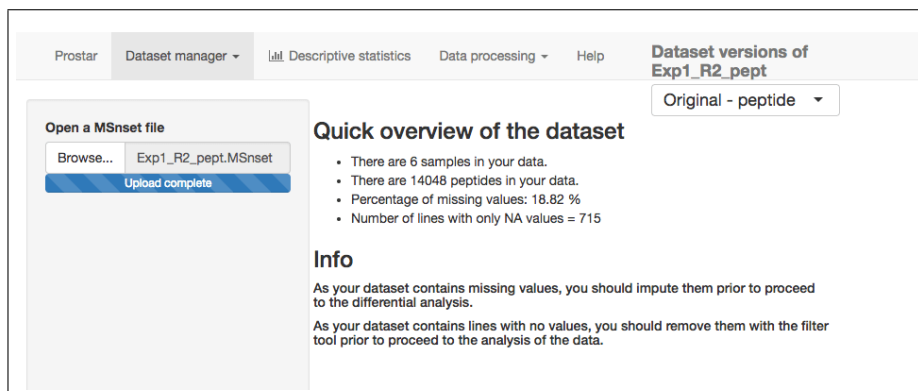 Prostar
Dataset manager
Descriptive statistics
Data processing
Help
Dataset versions of
Exp1_R2_pept
Original - peptide
Open a MSnset file
Browse... Exp1_R2_pept.MSnset
Upload complete
Quick overview of the dataset
• There are 6 samples in your data.
• There are 14048 peptides in your data.
• Percentage of missing values: 18.82 %
• Number of lines with only NA values = 715
Info
As your dataset contains missing values, you should impute them prior to proceed
to the differential analysis.
As your dataset contains lines with no values, you should remove them with the filter
tool prior to proceed to the analysis of the data.